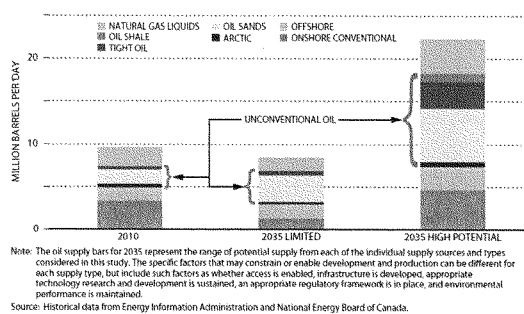 NATURAL GAS LIQUIDS OIL SANDS OFFSHORE
OIL SHALE ARCTIC ONSHORE CONVENTIONAL
TIGHT OIL
20
MILLION BARRELS PER DAY
UNCONVENTIONAL OIL
10
0
2010 2035 LIMITED 2035 HIGH POTENTIAL
Note: The oil supply bars for 2035 represent the range of potential supply from each of the individual supply sources and types
considered in this study. The specific factors that may constrain or enable development and production can be different for
each supply type, but include such factors as whether access is enabled, infrastructure is developed, appropriate
technology research and development is sustained, an appropriate regulatory framework is in place, and environmental
performance is maintained.
Source: Historical data from Energy Information Administration and National Energy Board of Canada.